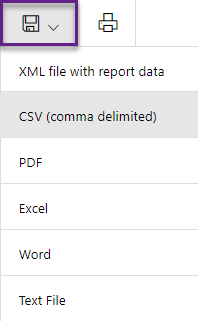 XML file with report data
CSV (comma delimited)
PDF
Excel
Word
Text File